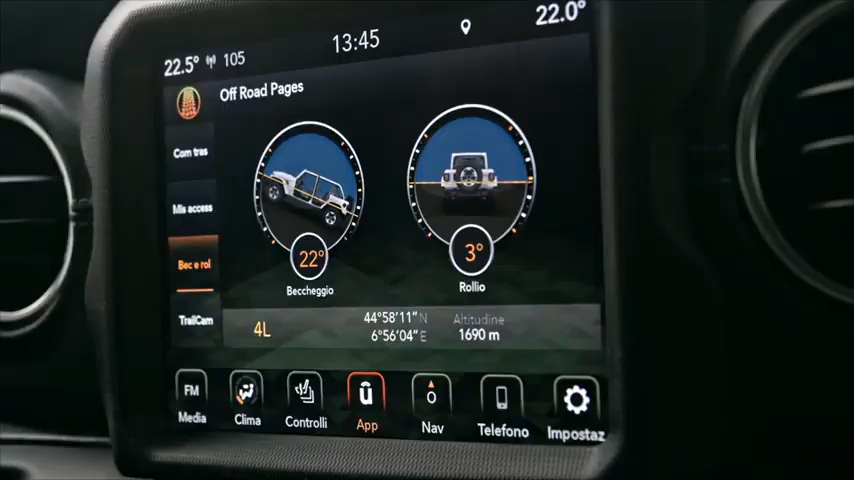 22.5° 105
13:45
22.0°
Off Road Pages
Com tras
Mis access
Bec e rol
TrailCam
22°
Beccheggio
3°
Rollio
4L
44°58'11" N
6°56'04" E
Altitudine
1690 m
FM
Media
Clima
Controlli
App
Nav
Telefono
Impostaz